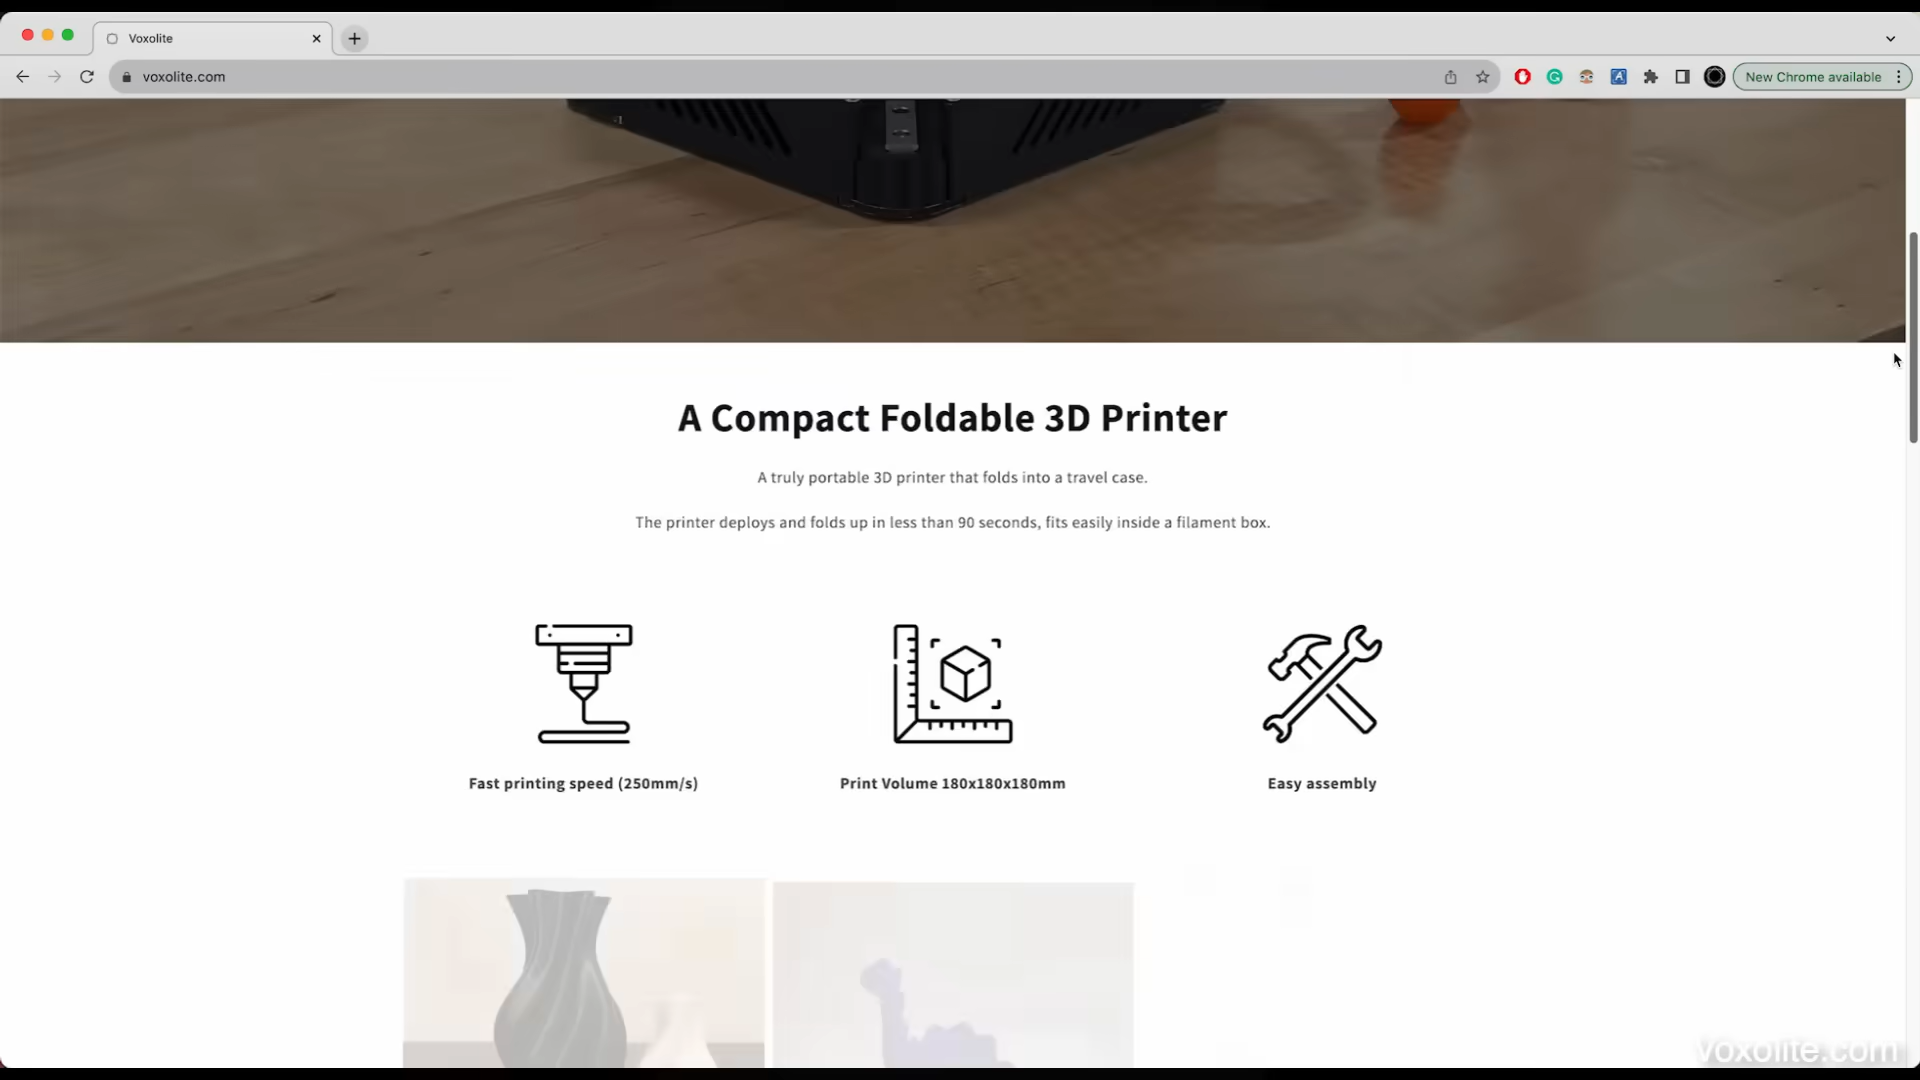 Voxolite
voxolite.com
New Chrome available
A Compact Foldable 3D Printer
A truly portable 3D printer that folds into a travel case.
The printer deploys and folds up in less than 90 seconds, fits easily inside a filament box.
Fast printing speed (250mm/s)
Print Volume 180x180x180mm
Easy assembly
Voxolite.com